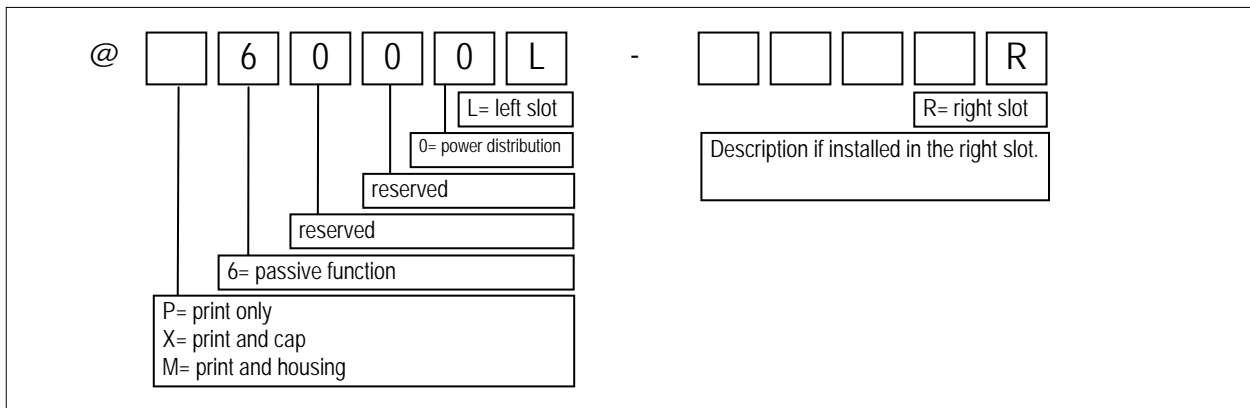 @ 6 0 0 0 L - R
L= left slot
R= right slot
0= power distribution
Description if installed in the right slot.
reserved
reserved
6= passive function
P= print only
X= print and cap
M= print and housing